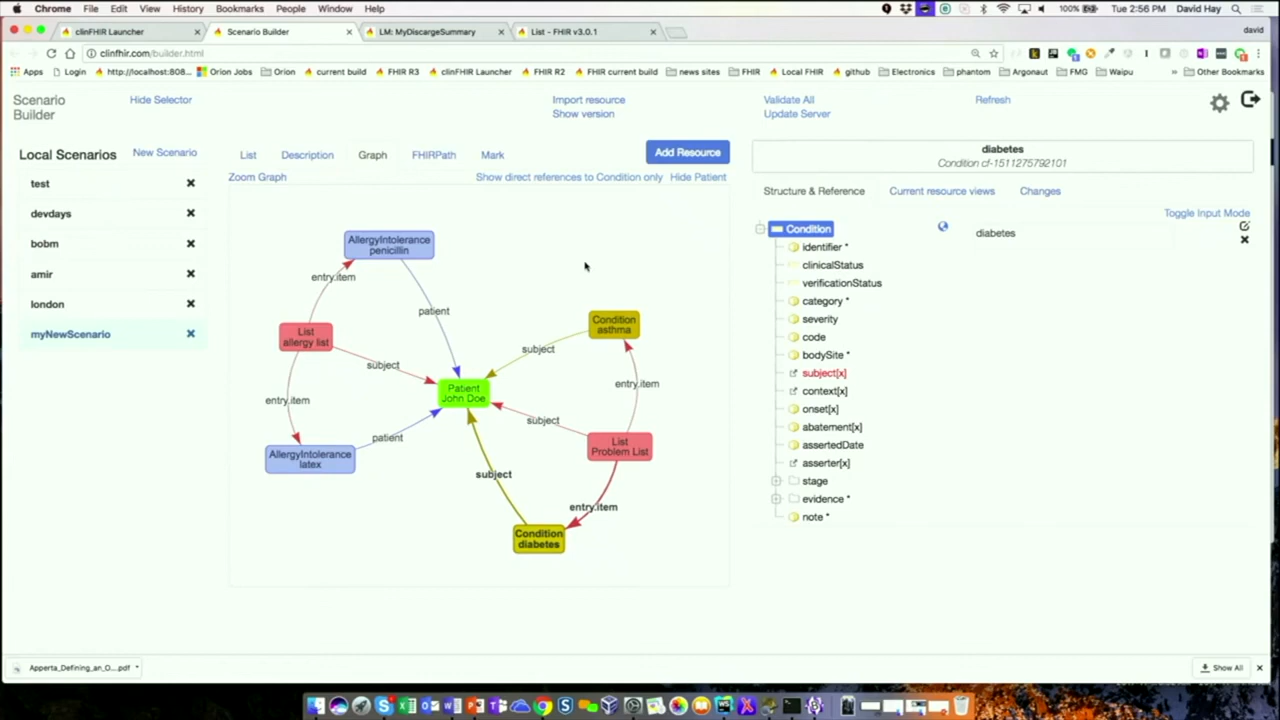 Chrome File Edit View History Bookmarks People Window Help 100% Tue 2:56 PM David Hay
clinFHIR Launcher Scenario Builder LM: MyDiscargeSummary List - FHIR v3.0.1 david
clinfhir.com/builder.html
Apps Login http://localhost:808... Orion Jobs Orion current build FHIR R3 clinFHIR Launcher FHIR R2 FHIR current build news sites FHIR Local FHIR github Electronics phantom Argonaut FMG Waipu » Other Bookmarks
Scenario
Builder
Hide Selector
Import resource
Show version
Validate All
Update Server
Refresh
Local Scenarios
New Scenario
test
devdays
bobm
amir
london
myNewScenario
List Description Graph FHIRPath Mark
Add Resource
Zoom Graph
Show direct references to Condition only
Hide Patient
AllergyIntolerance
penicillin
entry.item
patient
List
allergy list
subject
Condition
asthma
subject
entry.item
Patient
John Doe
entry.item
subject
patient
AllergyIntolerance
latex
List
Problem List
subject
entry.item
Condition
diabetes
diabetes
Condition cf-1511275792101
Structure & Reference
Current resource views
Changes
Toggle Input Mode
Condition
diabetes
identifier *
clinicalStatus
verificationStatus
category *
severity
code
bodySite *
subject[x]
context[x]
onset[x]
abatement[x]
assertedDate
asserter[x]
stage
evidence *
note *
Apperta_Defining_an_O....pdf
Show All